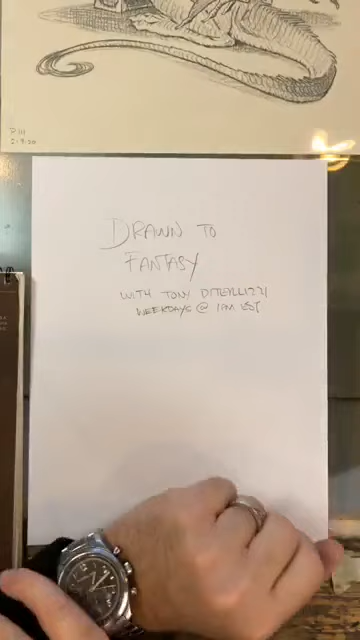 DRAWN TO
FANTASY
WITH TONY DITERLIZZI
WEEKDAYS @ 1PM EST